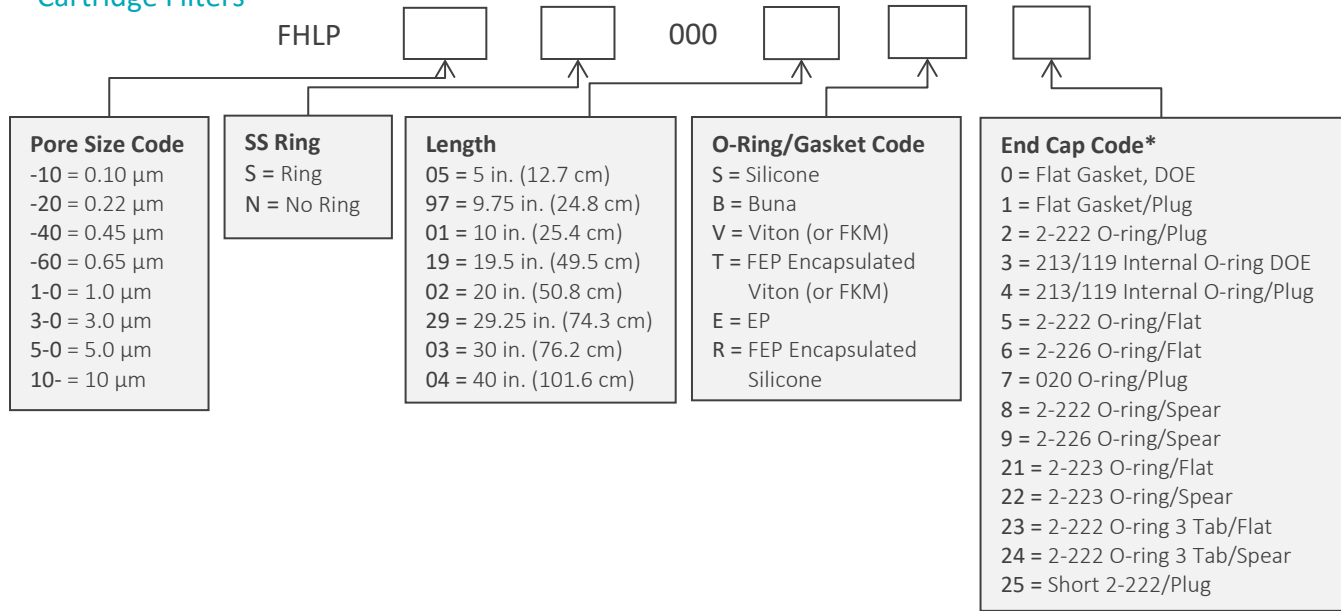 Cartridge Filters
FHLP
000
Pore Size Code
-10 = 0.10 µm
-20 = 0.22 µm
-40 = 0.45 µm
-60 = 0.65 µm
1-0 = 1.0 µm
3-0 = 3.0 µm
5-0 = 5.0 µm
10- = 10 µm
SS Ring
S = Ring
N = No Ring
Length
05 = 5 in. (12.7 cm)
97 = 9.75 in. (24.8 cm)
01 = 10 in. (25.4 cm)
19 = 19.5 in. (49.5 cm)
02 = 20 in. (50.8 cm)
29 = 29.25 in. (74.3 cm)
03 = 30 in. (76.2 cm)
04 = 40 in. (101.6 cm)
O-Ring/Gasket Code
S = Silicone
B = Buna
V = Viton (or FKM)
T = FEP Encapsulated
Viton (or FKM)
E = EP
R = FEP Encapsulated
Silicone
End Cap Code*
0 = Flat Gasket, DOE
1 = Flat Gasket/Plug
2 = 2-222 O-ring/Plug
3 = 213/119 Internal O-ring DOE
4 = 213/119 Internal O-ring/Plug
5 = 2-222 O-ring/Flat
6 = 2-226 O-ring/Flat
7 = 020 O-ring/Plug
8 = 2-222 O-ring/Spear
9 = 2-226 O-ring/Spear
21 = 2-223 O-ring/Flat
22 = 2-223 O-ring/Spear
23 = 2-222 O-ring 3 Tab/Flat
24 = 2-222 O-ring 3 Tab/Spear
25 = Short 2-222/Plug